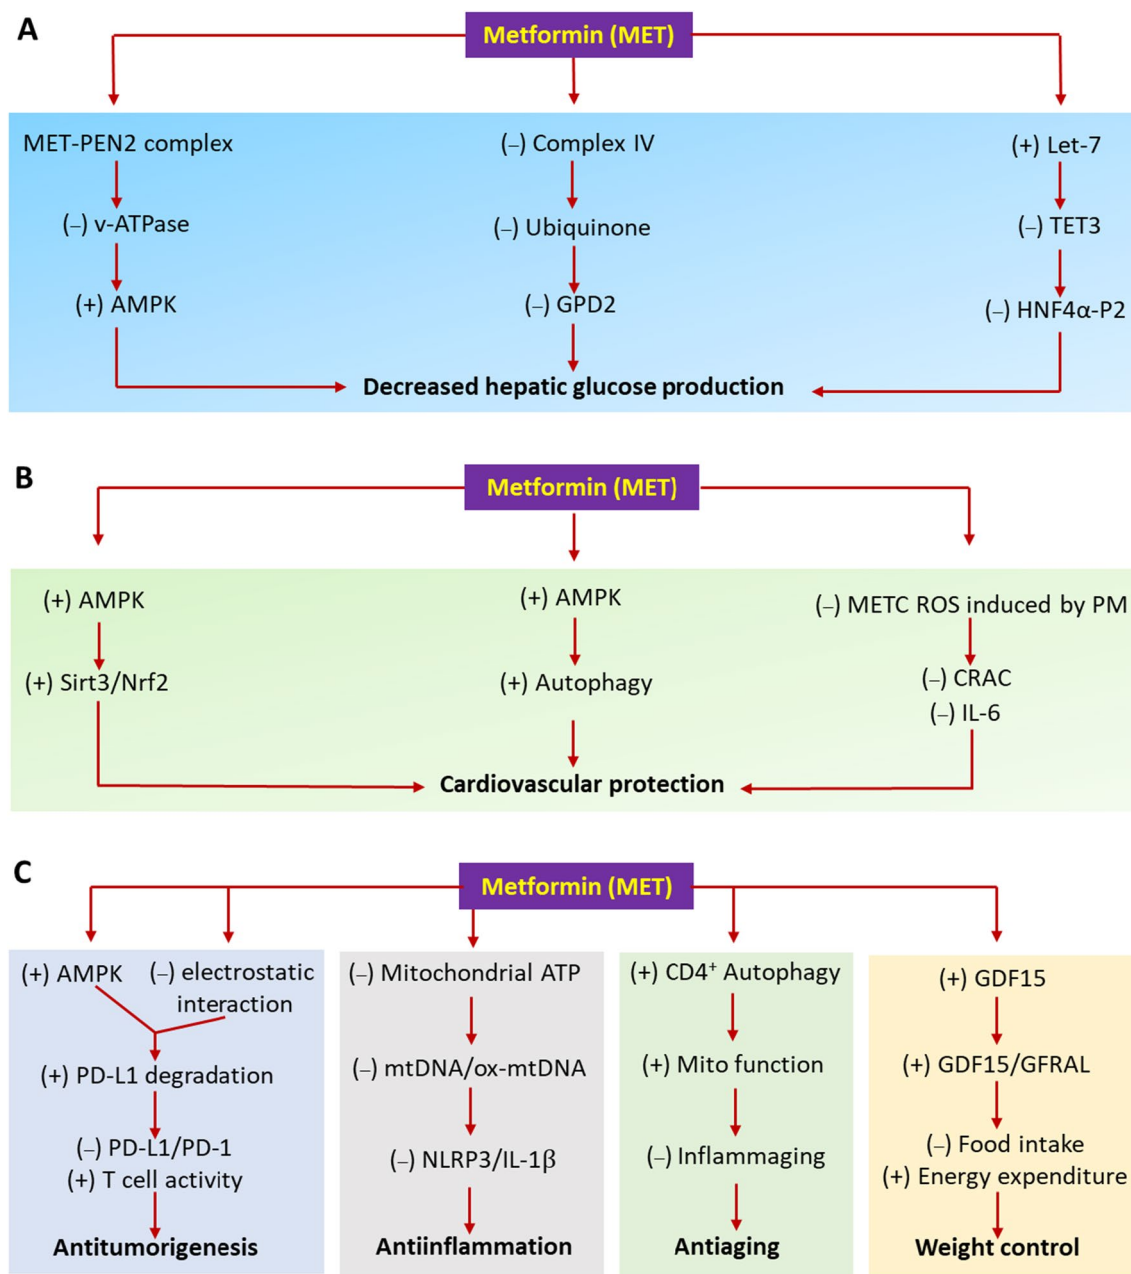 A
Metformin (MET)
MET-PEN2 complex
(–) v-ATPase
(+) AMPK
(–) Complex IV
(–) Ubiquinone
(–) GPD2
(+) Let-7
(–) TET3
(–) HNF4α-P2
Decreased hepatic glucose production
B
Metformin (MET)
(+) AMPK
(+) Sirt3/Nrf2
(+) AMPK
(+) Autophagy
(–) METC ROS induced by PM
(–) CRAC
(–) IL-6
Cardiovascular protection
C
Metformin (MET)
(+) AMPK
(–) electrostatic
interaction
(+) PD-L1 degradation
(–) PD-L1/PD-1
(+) T cell activity
Antitumorigenesis
(–) Mitochondrial ATP
(–) mtDNA/ox-mtDNA
(–) NLRP3/IL-1β
Antiinflammation
(+) CD4⁺ Autophagy
(+) Mito function
(–) Inflammaging
Antiaging
(+) GDF15
(+) GDF15/GFRAL
(–) Food intake
(+) Energy expenditure
Weight control